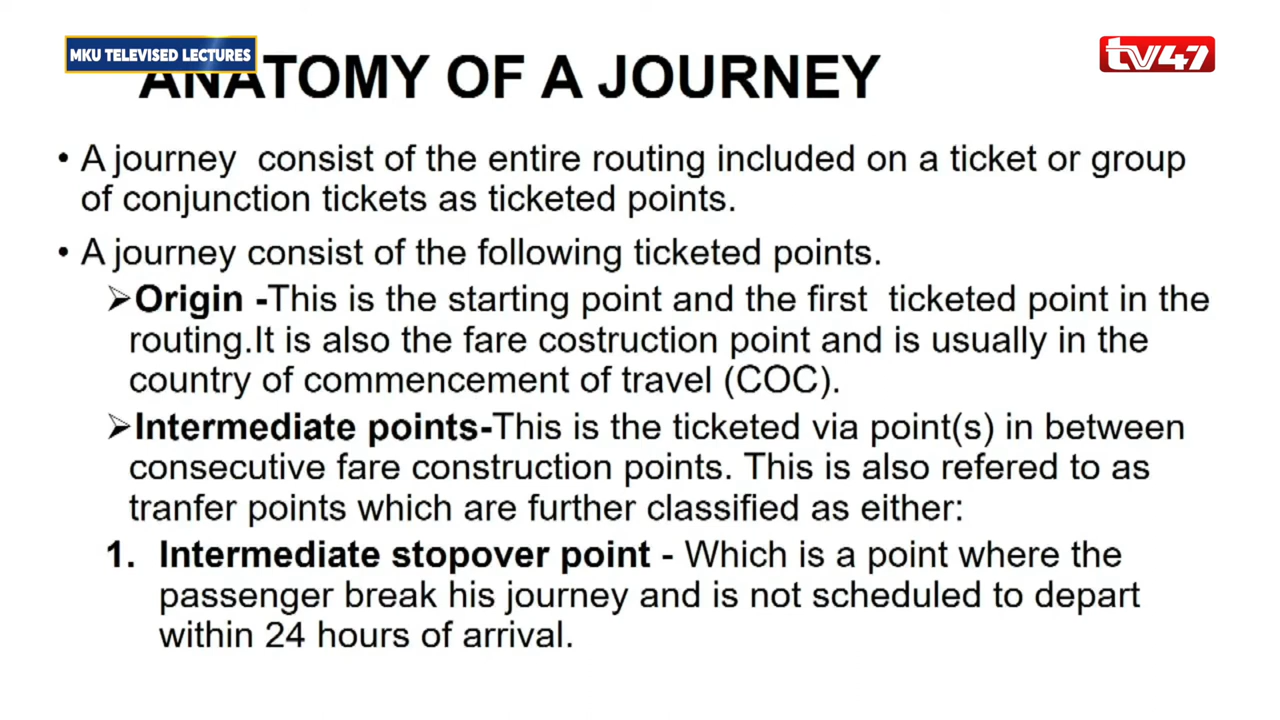 MKU TELEVISED LECTURES
tv47
ANATOMY OF A JOURNEY
• A journey consist of the entire routing included on a ticket or group
of conjunction tickets as ticketed points.
• A journey consist of the following ticketed points.
➢Origin -This is the starting point and the first ticketed point in the
routing.It is also the fare costruction point and is usually in the
country of commencement of travel (COC).
➢Intermediate points-This is the ticketed via point(s) in between
consecutive fare construction points. This is also refered to as
tranfer points which are further classified as either:
1. Intermediate stopover point - Which is a point where the
passenger break his journey and is not scheduled to depart
within 24 hours of arrival.